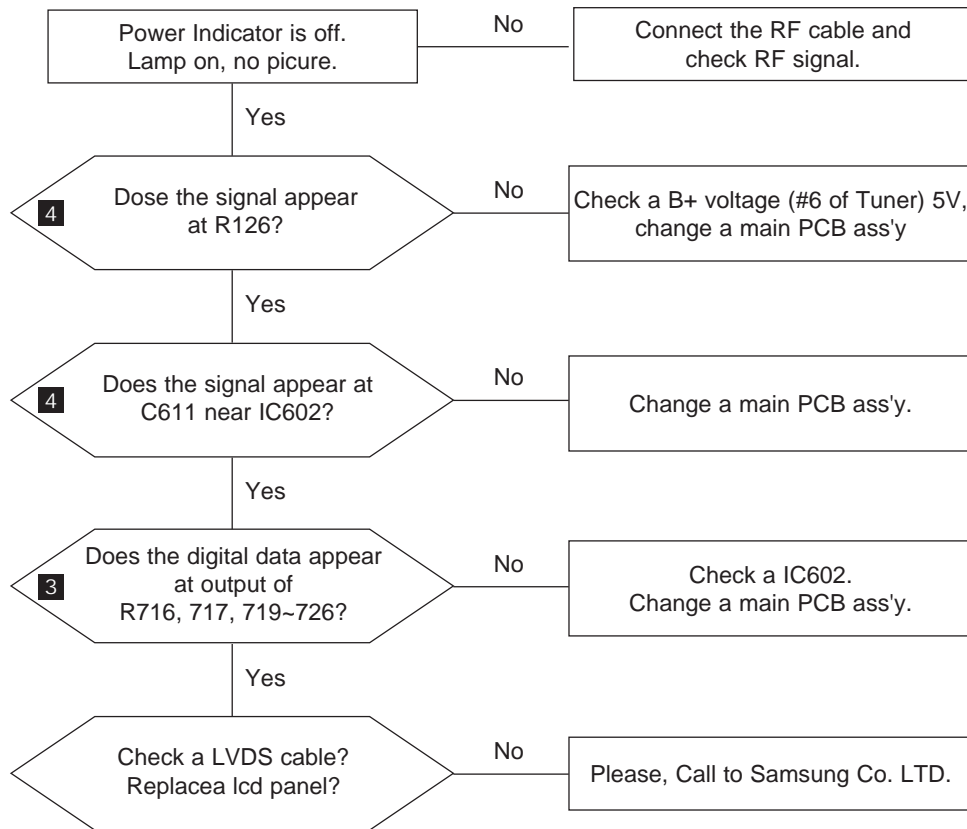 Power Indicator is off.
Lamp on, no picure.
No
Connect the RF cable and
check RF signal.
Yes
4
Dose the signal appear
at R126?
No
Check a B+ voltage (#6 of Tuner) 5V,
change a main PCB ass'y
Yes
4
Does the signal appear at
C611 near IC602?
No
Change a main PCB ass'y.
Yes
3
Does the digital data appear
at output of
R716, 717, 719~726?
No
Check a IC602.
Change a main PCB ass'y.
Yes
Check a LVDS cable?
Replacea lcd panel?
No
Please, Call to Samsung Co. LTD.